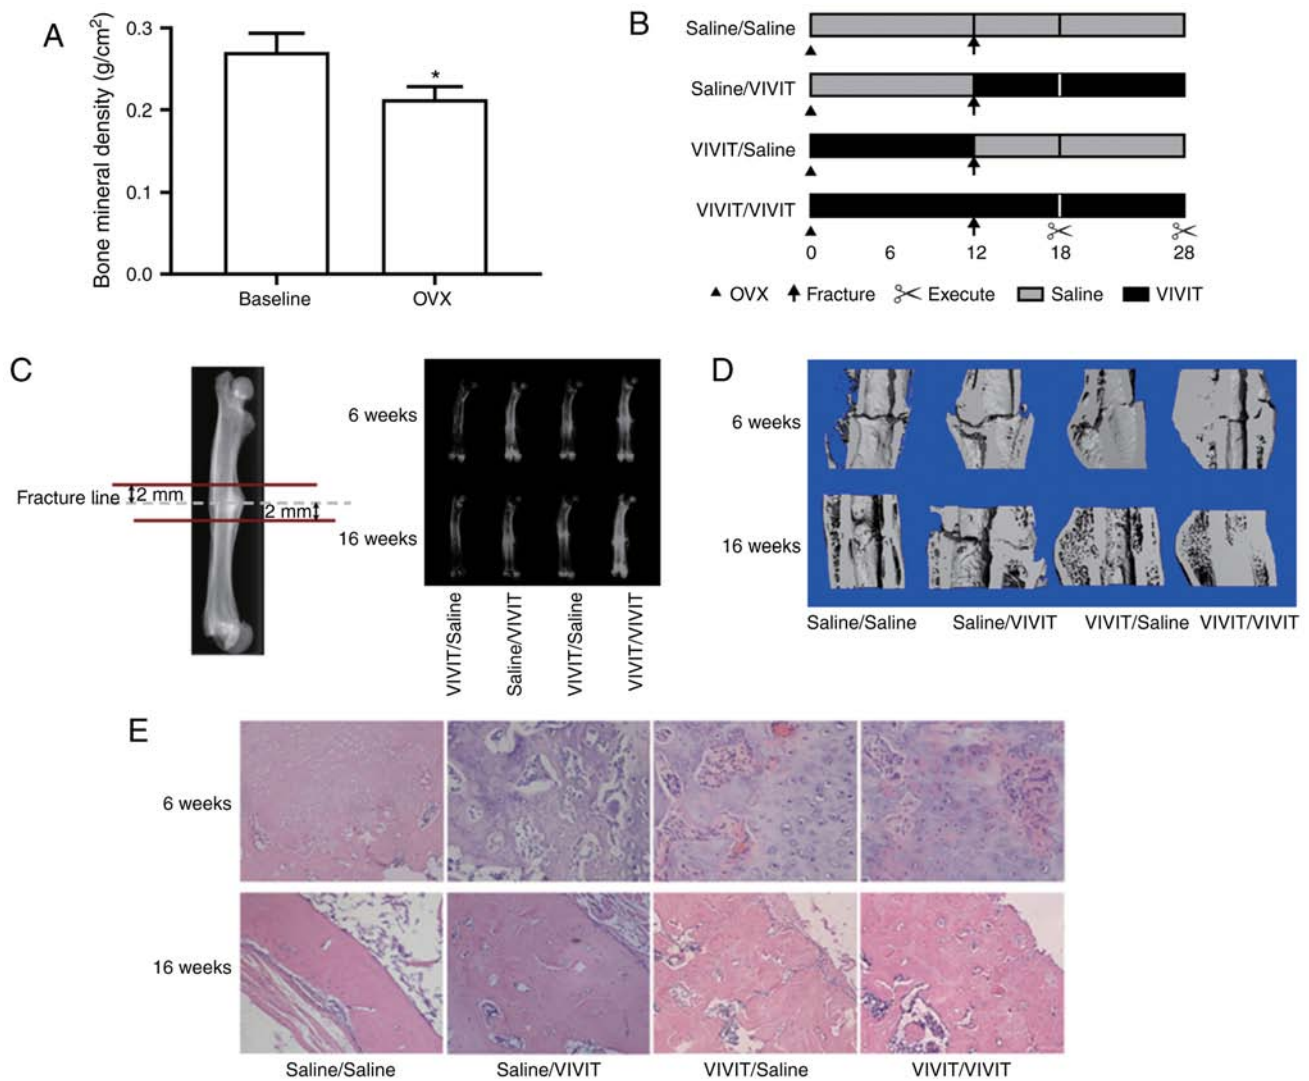 A
Bone mineral density (g/cm²)
0.3
0.2
0.1
0.0
*
Baseline OVX
B
Saline/Saline
Saline/VIVIT
VIVIT/Saline
VIVIT/VIVIT
0 6 12 18 28
OVX Fracture Execute Saline VIVIT
C
Fracture line 2 mm
2 mm
6 weeks
16 weeks
VIVIT/Saline
Saline/VIVIT
VIVIT/Saline
VIVIT/VIVIT
D
6 weeks
16 weeks
Saline/Saline Saline/VIVIT VIVIT/Saline VIVIT/VIVIT
E
6 weeks
16 weeks
Saline/Saline Saline/VIVIT VIVIT/Saline VIVIT/VIVIT